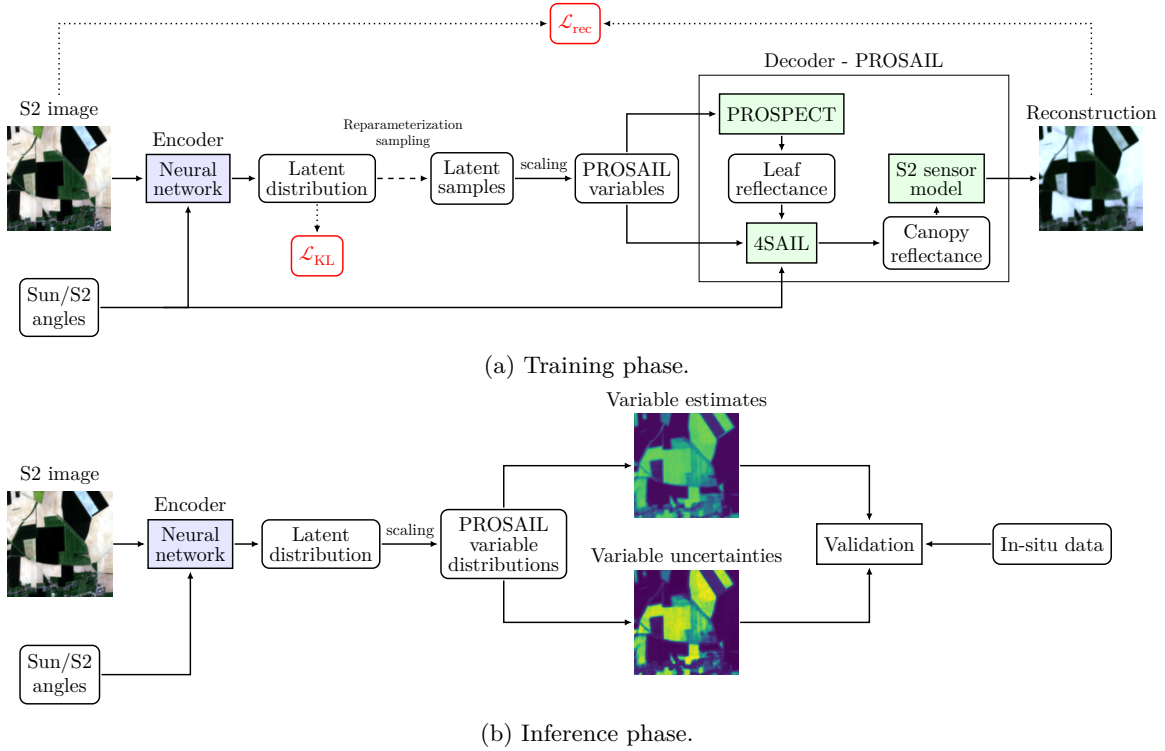 ℒrec
Decoder - PROSAIL
S2 image
Reconstruction
Encoder
Reparameterization
sampling
PROSPECT
Neural
network
Latent
distribution
Latent
samples
scaling
PROSAIL
variables
Leaf
reflectance
S2 sensor
model
ℒKL
4SAIL
Canopy
reflectance
Sun/S2
angles
(a) Training phase.
Variable estimates
S2 image
Encoder
Neural
network
Latent
distribution
scaling
PROSAIL
variable
distributions
Validation
In-situ data
Variable uncertainties
Sun/S2
angles
(b) Inference phase.